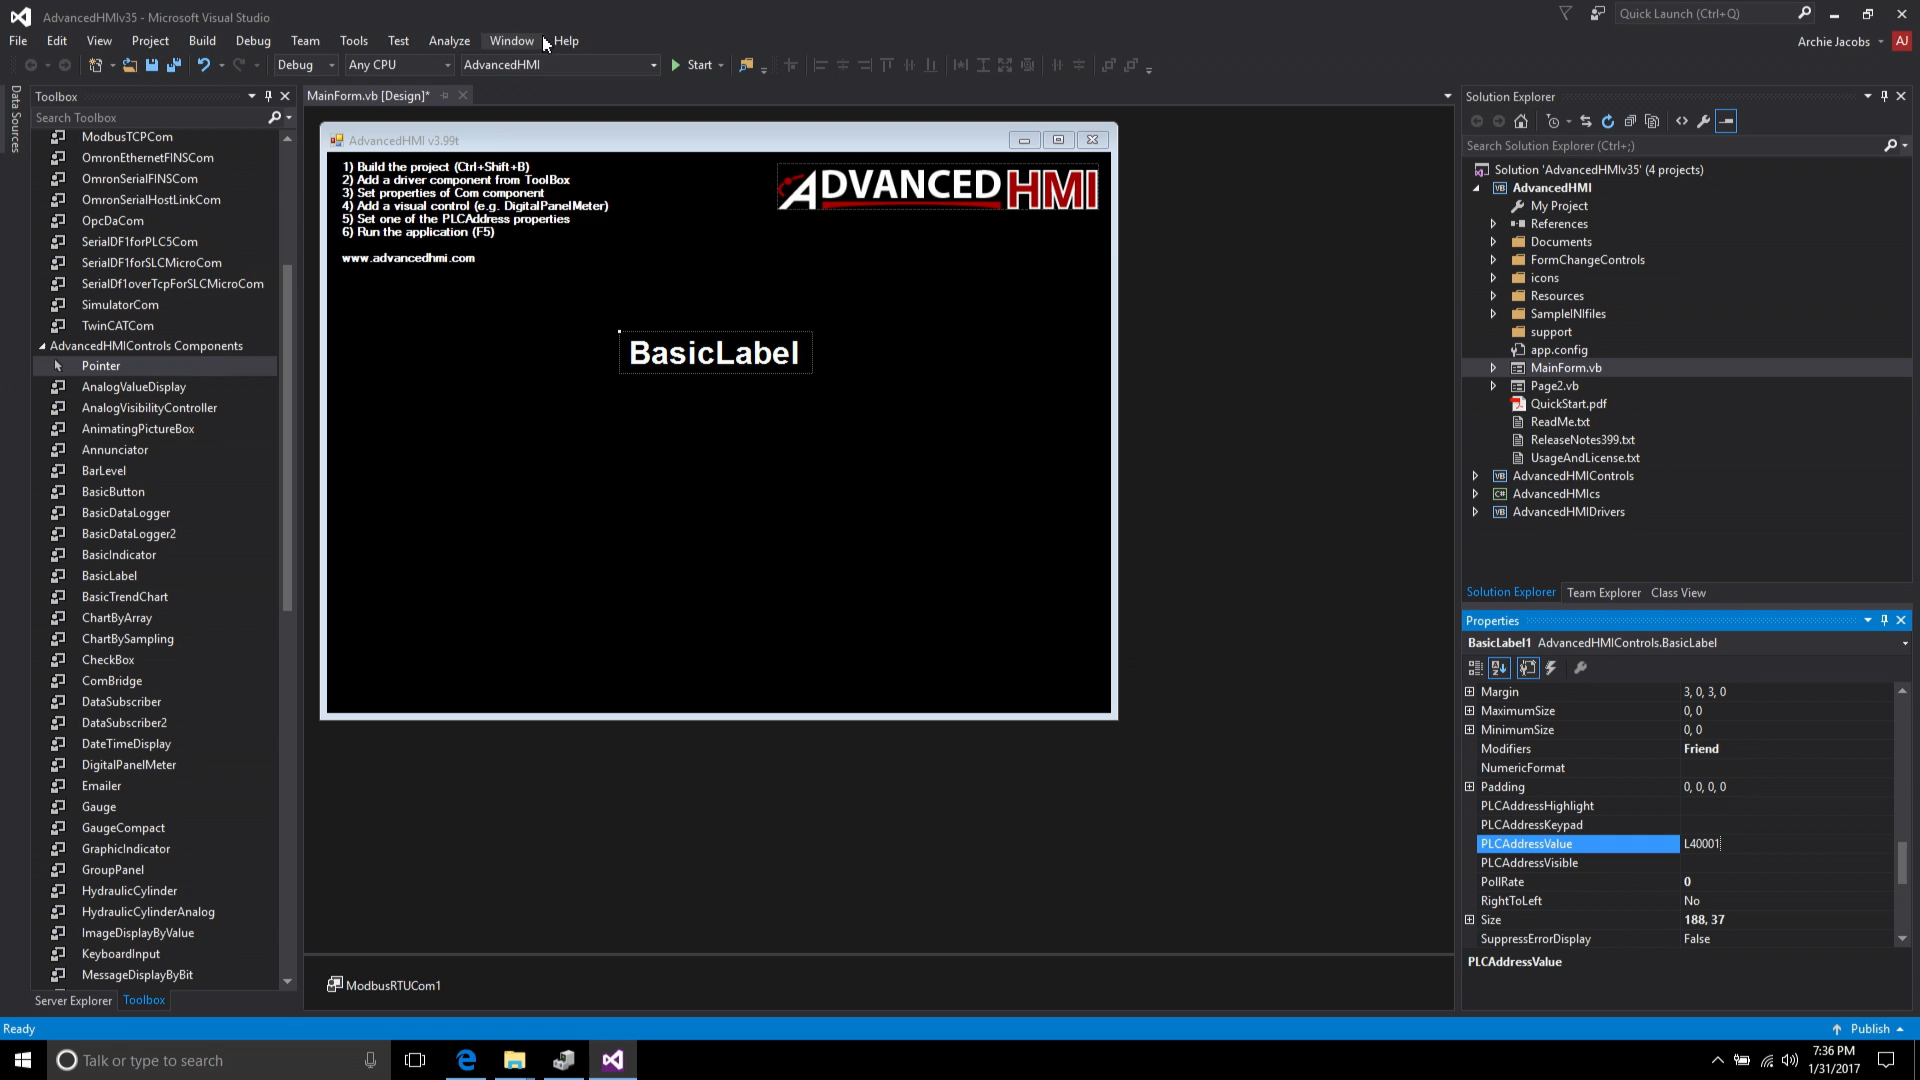 AdvancedHMIv35 - Microsoft Visual Studio
Quick Launch (Ctrl+Q)
File Edit View Project Build Debug Team Tools Test Analyze Window Help
Archie Jacobs AJ
Debug Any CPU AdvancedHMI Start
Data Sources
Toolbox
Search Toolbox
ModbusTCPCom
OmronEthernetFINSCom
OmronSerialFINSCom
OmronSerialHostLinkCom
OpcDaCom
SerialDF1forPLC5Com
SerialDF1forSLCMicroCom
SerialDf1overTcpForSLCMicroCom
SimulatorCom
TwinCATCom
AdvancedHMIControls Components
Pointer
AnalogValueDisplay
AnalogVisibilityController
AnimatingPictureBox
Annunciator
BarLevel
BasicButton
BasicDataLogger
BasicDataLogger2
BasicIndicator
BasicLabel
BasicTrendChart
ChartByArray
ChartBySampling
CheckBox
ComBridge
DataSubscriber
DataSubscriber2
DateTimeDisplay
DigitalPanelMeter
Emailer
Gauge
GaugeCompact
GraphicIndicator
GroupPanel
HydraulicCylinder
HydraulicCylinderAnalog
ImageDisplayByValue
KeyboardInput
MessageDisplayByBit
Server Explorer Toolbox
MainForm.vb [Design]*
AdvancedHMI v3.99t
1) Build the project (Ctrl+Shift+B)
2) Add a driver component from ToolBox
3) Set properties of Com component
4) Add a visual control (e.g. DigitalPanelMeter)
5) Set one of the PLCAddress properties
6) Run the application (F5)
www.advancedhmi.com
ADVANCED HMI
BasicLabel
ModbusRTUCom1
Solution Explorer
Search Solution Explorer (Ctrl+;)
Solution 'AdvancedHMIv35' (4 projects)
AdvancedHMI
My Project
References
Documents
FormChangeControls
icons
Resources
SampleINIfiles
support
app.config
MainForm.vb
Page2.vb
QuickStart.pdf
ReadMe.txt
ReleaseNotes399.txt
UsageAndLicense.txt
AdvancedHMIControls
AdvancedHMIcs
AdvancedHMIDrivers
Solution Explorer Team Explorer Class View
Properties
BasicLabel1 AdvancedHMIControls.BasicLabel
Margin 3, 0, 3, 0
MaximumSize 0, 0
MinimumSize 0, 0
Modifiers Friend
NumericFormat
Padding 0, 0, 0, 0
PLCAddressHighlight
PLCAddressKeypad
PLCAddressValue L40001
PLCAddressVisible
PollRate 0
RightToLeft No
Size 188, 37
SuppressErrorDisplay False
PLCAddressValue
Ready
Publish
Talk or type to search
7:36 PM
1/31/2017